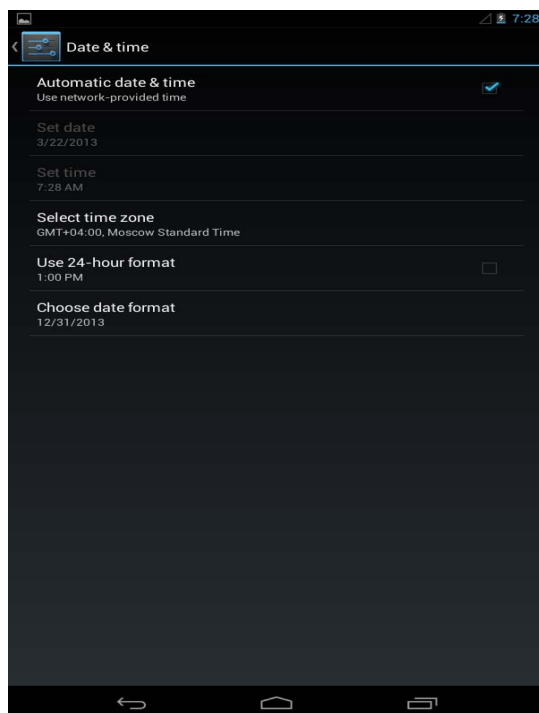 7:28
Date & time
Automatic date & time
Use network-provided time
Set date
3/22/2013
Set time
7:28 AM
Select time zone
GMT+04:00, Moscow Standard Time
Use 24-hour format
1:00 PM
Choose date format
12/31/2013